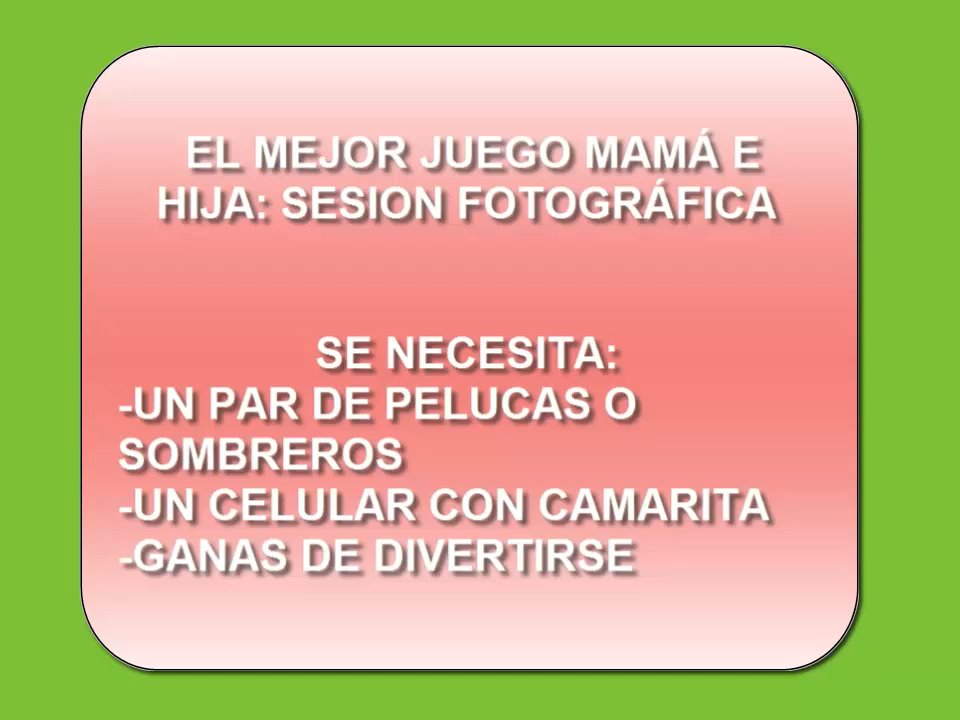 EL MEJOR JUEGO MAMÁ E
HIJA: SESION FOTOGRÁFICA
SE NECESITA:
-UN PAR DE PELUCAS O
SOMBREROS
-UN CELULAR CON CAMARITA
-GANAS DE DIVERTIRSE